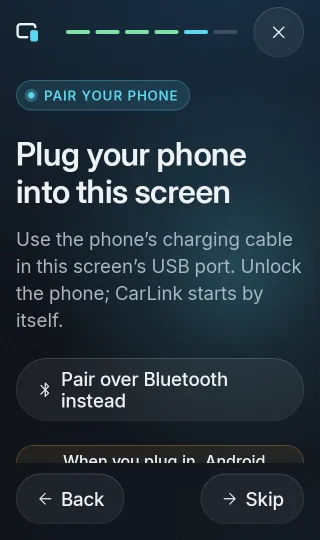 PAIR YOUR PHONE
Plug your phone
into this screen
Use the phone’s charging cable
in this screen’s USB port. Unlock
the phone; CarLink starts by
itself.
Pair over Bluetooth
instead
When you plug in, Android
Back
Skip